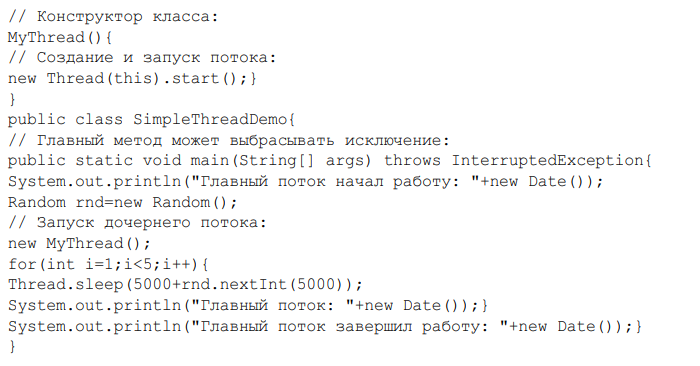 // Конструктор класса:
MyThread(){
// Создание и запуск потока:
new Thread(this).start();}
}
public class SimpleThreadDemo{
// Главный метод может выбрасывать исключение:
public static void main(String[] args) throws InterruptedException{
System.out.println("Главный поток начал работу: "+new Date());
Random rnd=new Random();
// Запуск дочернего потока:
new MyThread();
for(int i=1;i<5;i++){
Thread.sleep(5000+rnd.nextInt(5000));
System.out.println("Главный поток: "+new Date());}
System.out.println("Главный поток завершил работу: "+new Date());}
}